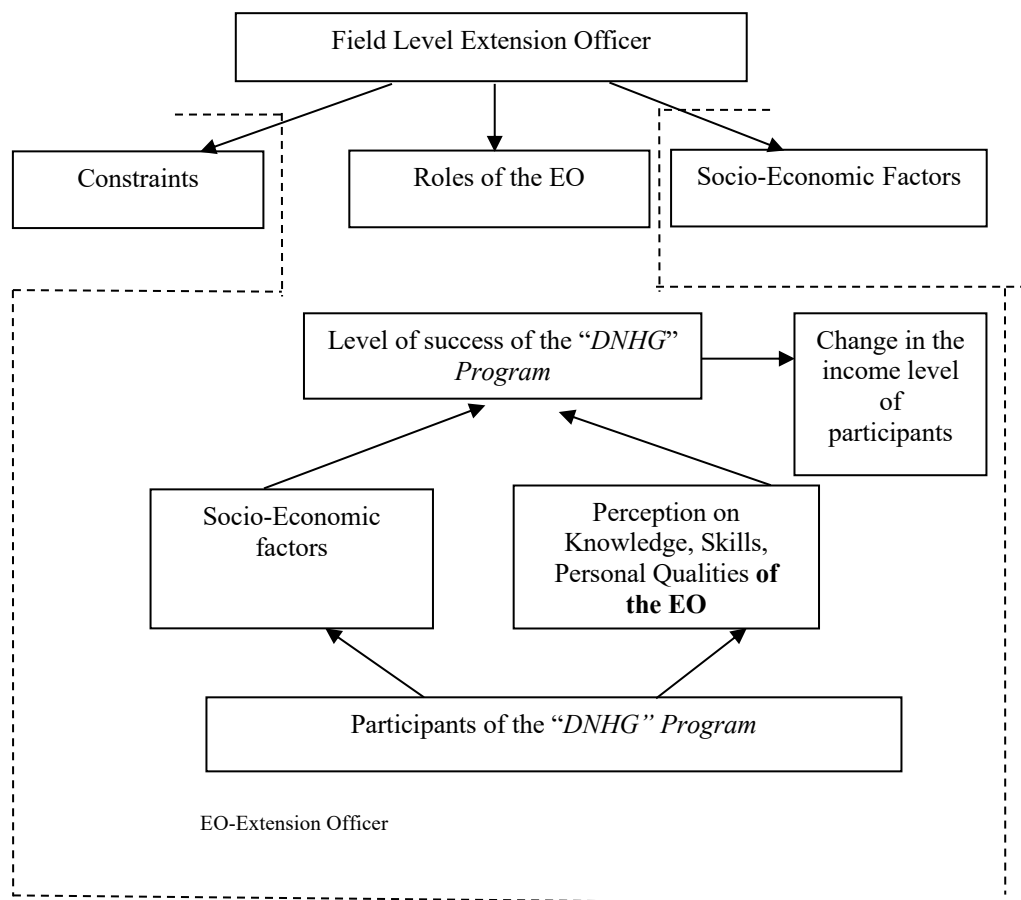 Field Level Extension Officer
Constraints
Roles of the EO
Socio-Economic Factors
Level of success of the “DNHG”
Program
Change in the
income level
of
participants
Socio-Economic
factors
Perception on
Knowledge, Skills,
Personal Qualities of
the EO
Participants of the “DNHG” Program
EO-Extension Officer